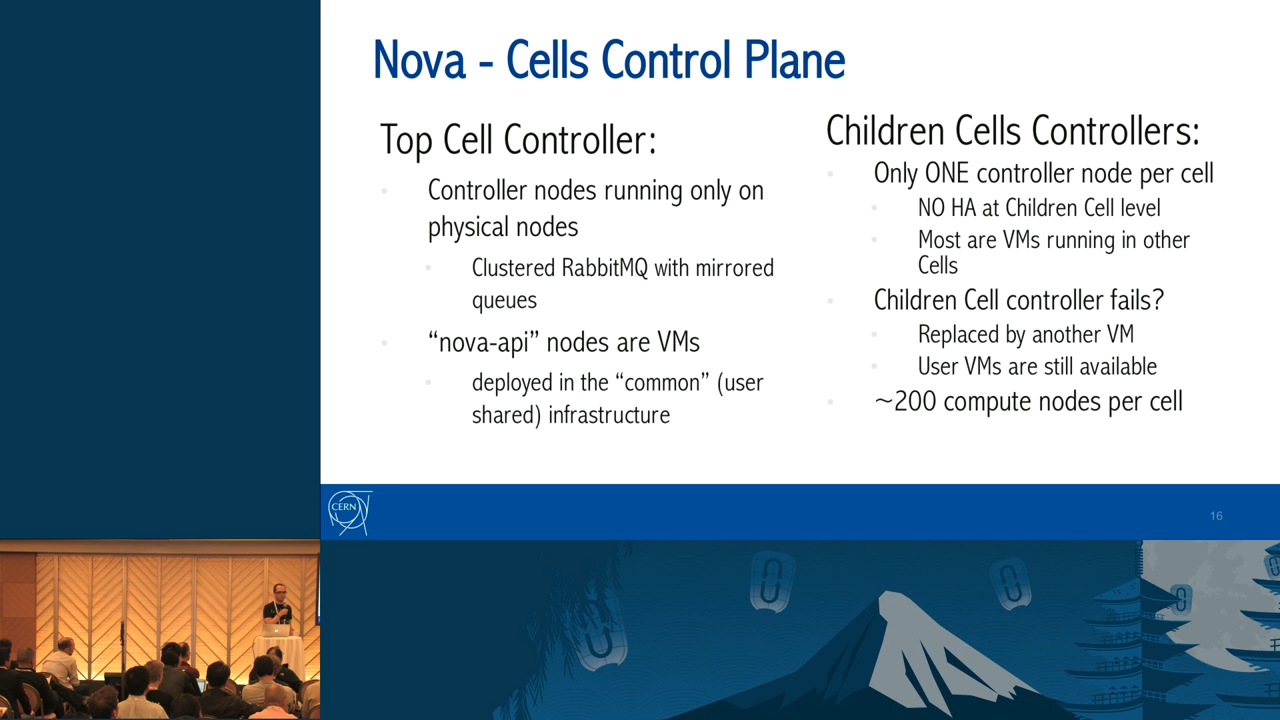 Nova - Cells Control Plane
Top Cell Controller:
Controller nodes running only on
physical nodes
Clustered RabbitMQ with mirrored
queues
“nova-api” nodes are VMs
deployed in the “common” (user
shared) infrastructure
Children Cells Controllers:
Only ONE controller node per cell
NO HA at Children Cell level
Most are VMs running in other
Cells
Children Cell controller fails?
Replaced by another VM
User VMs are still available
~200 compute nodes per cell
CERN
16